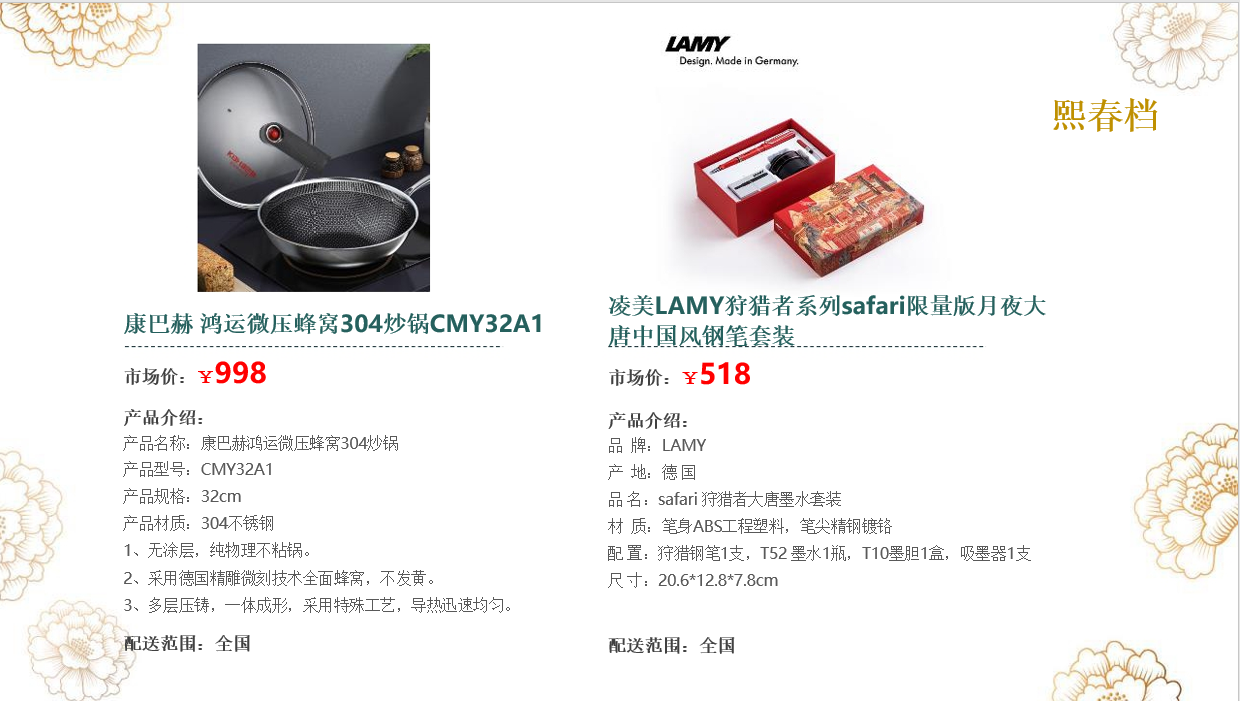 LAMY
Design. Made in Germany.
熙春档
康巴赫 鸿运微压蜂窝304炒锅CMY32A1
市场价：￥998
产品介绍：
产品名称：康巴赫鸿运微压蜂窝304炒锅
产品型号：CMY32A1
产品规格：32cm
产品材质：304不锈钢
1、无涂层，纯物理不粘锅。
2、采用德国精雕微刻技术全面蜂窝，不发黄。
3、多层压铸，一体成形，采用特殊工艺，导热迅速均匀。
配送范围：全国
凌美LAMY狩猎者系列safari限量版月夜大
唐中国风钢笔套装
市场价：￥518
产品介绍：
品 牌：LAMY
产 地：德国
品名：safari 狩猎者大唐墨水套装
材 质：笔身ABS工程塑料，笔尖精钢镀铬
配置：狩猎钢笔1支，T52 墨水1瓶，T10墨胆1盒，吸墨器1支
尺寸：20.6*12.8*7.8cm
配送范围：全国